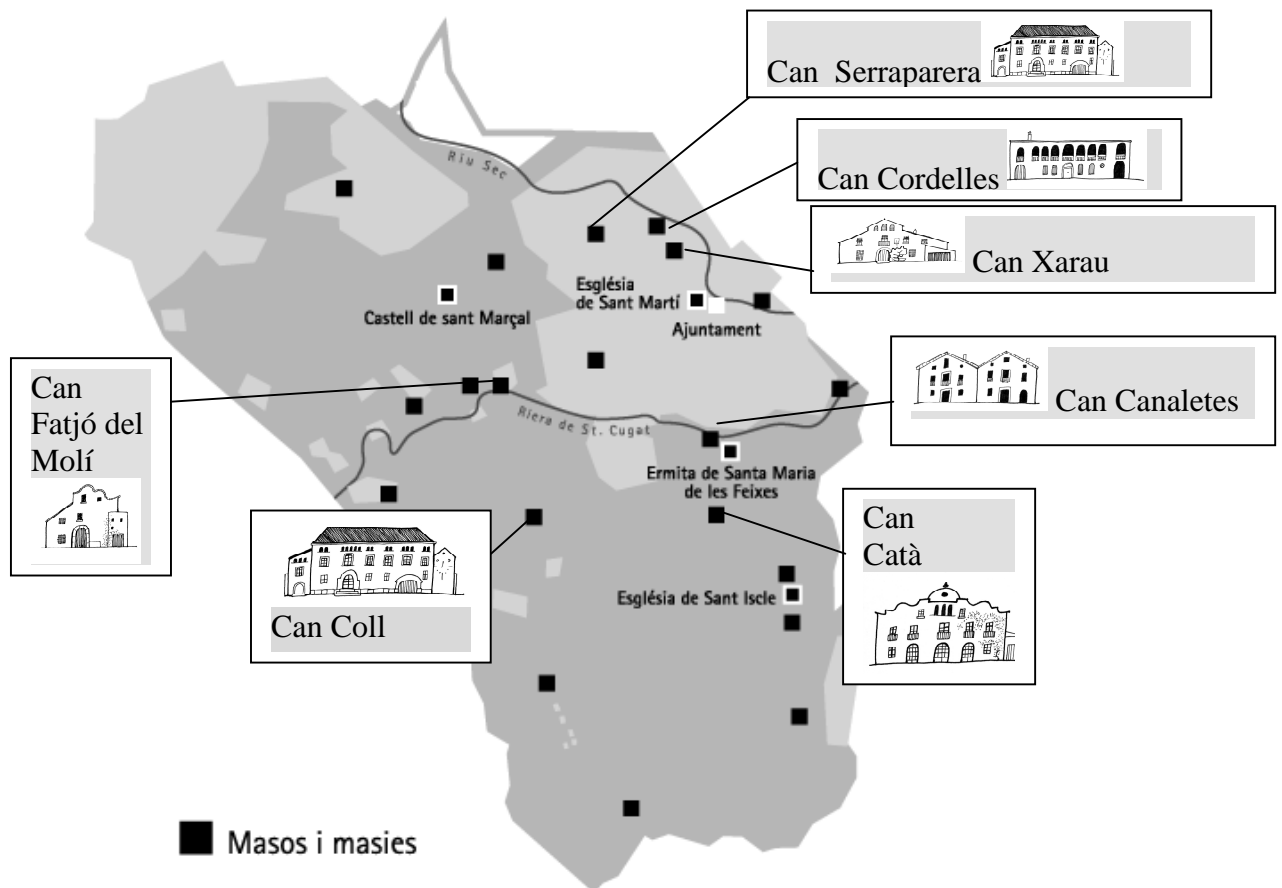 Can Serraparera
Can Cordelles
Riu Sec
Can Xarau
Església
de Sant Martí
Castell de sant Marçal
Ajuntament
Can
Fatjó del
Molí
Can Canaletes
Riera de St. Cugat
Ermita de Santa Maria
de les Feixes
Can
Catà
Can Coll
Església de Sant Iscle
Masos i masies